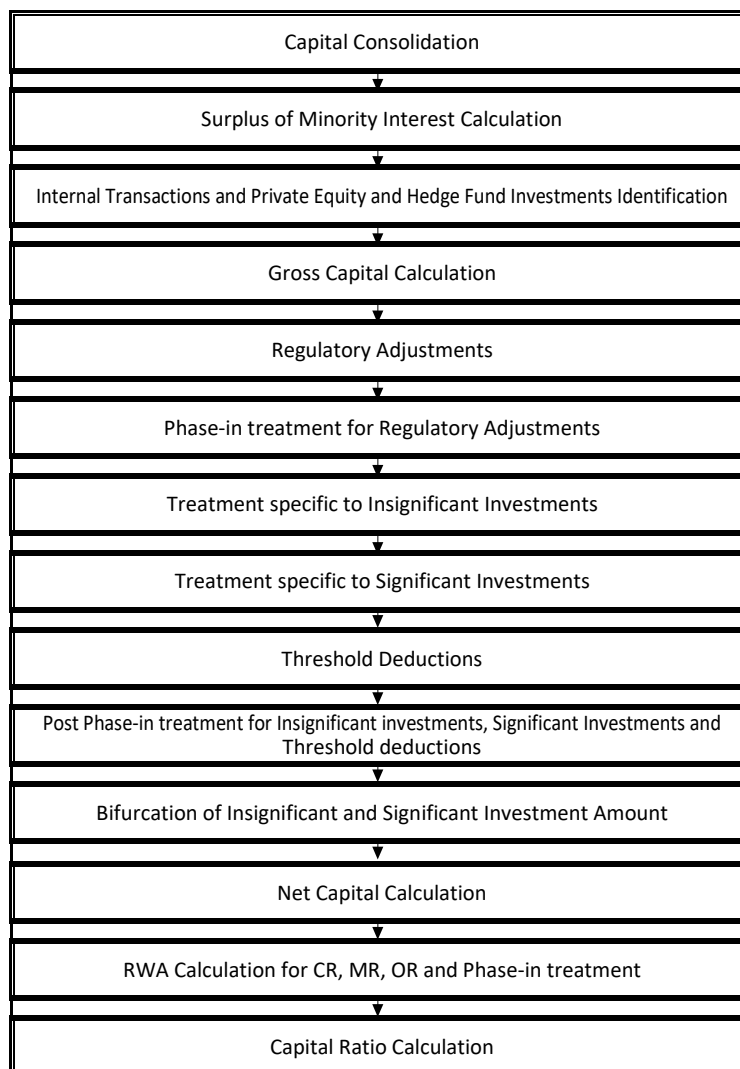 Capital Consolidation
Surplus of Minority Interest Calculation
Internal Transactions and Private Equity and Hedge Fund Investments Identification
Gross Capital Calculation
Regulatory Adjustments
Phase-in treatment for Regulatory Adjustments
Treatment specific to Insignificant Investments
Treatment specific to Significant Investments
Threshold Deductions
Post Phase-in treatment for Insignificant investments, Significant Investments and
Threshold deductions
Bifurcation of Insignificant and Significant Investment Amount
Net Capital Calculation
RWA Calculation for CR, MR, OR and Phase-in treatment
Capital Ratio Calculation